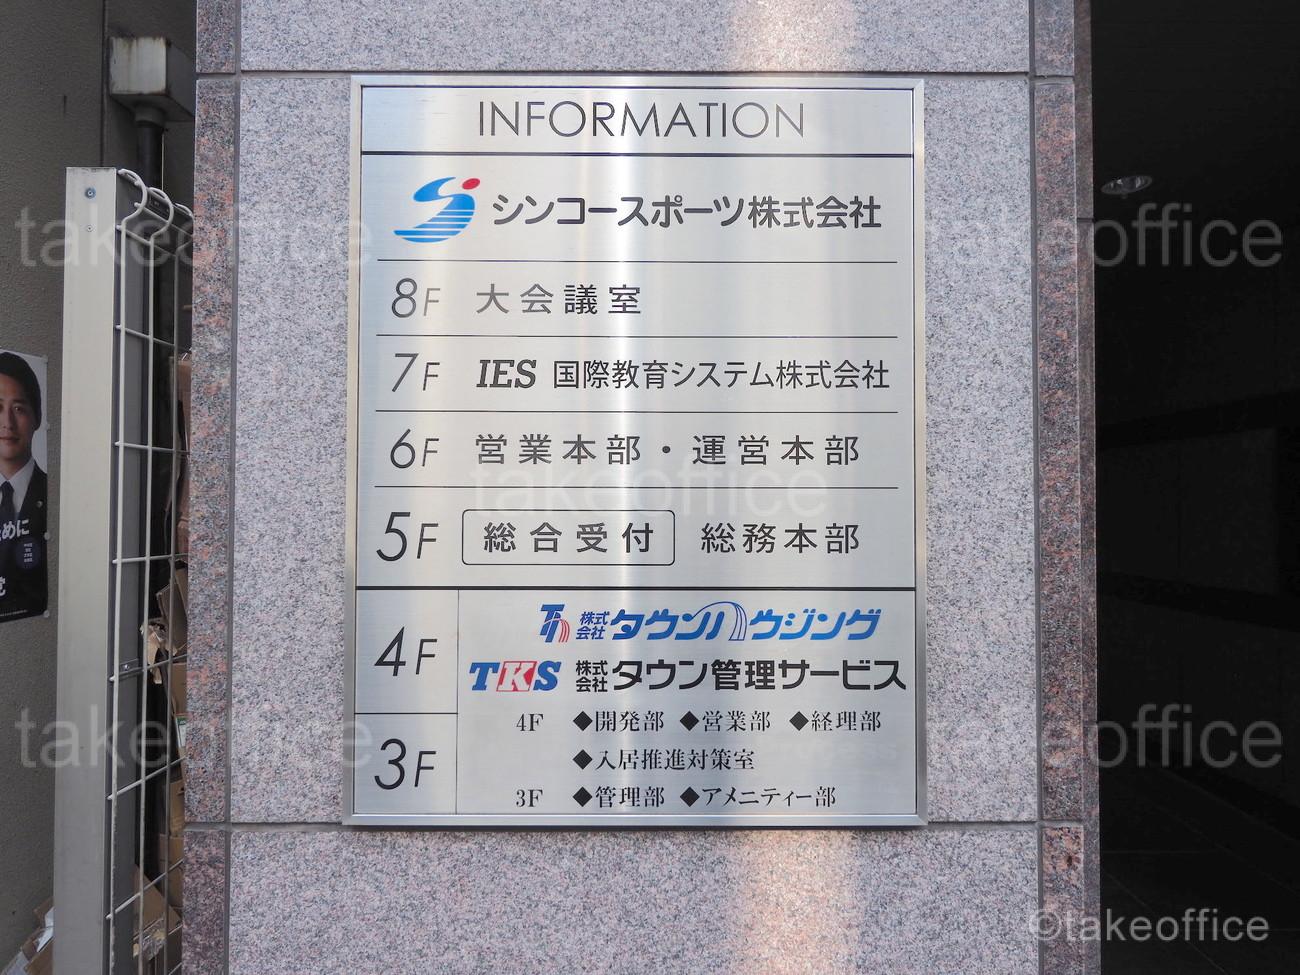 INFORMATION
シンコースポーツ株式会社
8F 大会議室
7F IES 国際教育システム株式会社
6F 営業本部・運営本部
5F 総合受付 総務本部
4F
株式会社 タウンハウジング
TKS 株式会社 タウン管理サービス
4F ◆開発部 ◆営業部 ◆経理部
◆入居推進対策室
3F
3F ◆管理部 ◆アメニティー部
めに
takeoffice
takeoffice
takeoffice
takeoffice
takeoffice
©takeoffice